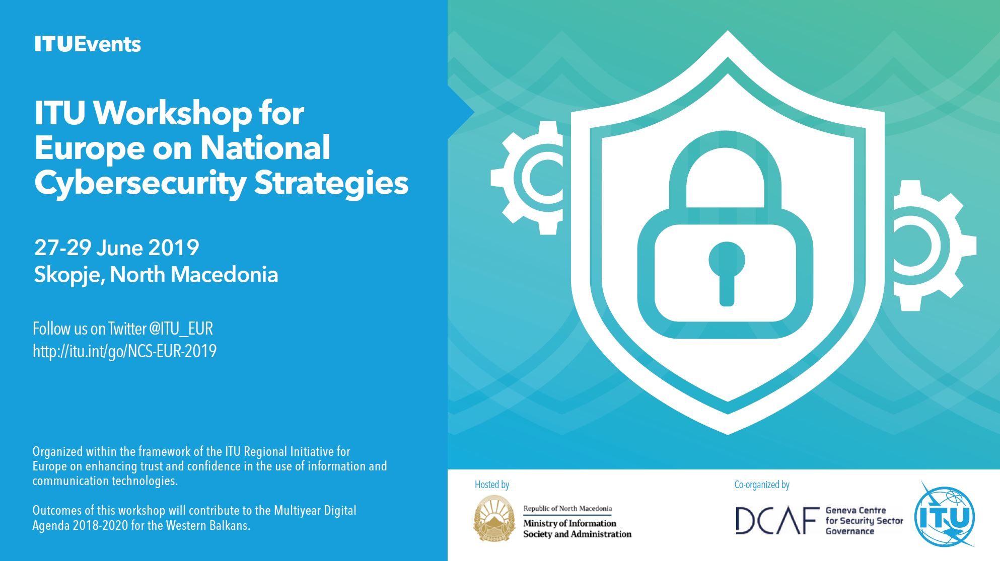 ITUEvents
ITU Workshop for
Europe on National
Cybersecurity Strategies
27-29 June 2019
Skopje, North Macedonia
Follow us on Twitter @ITU_EUR
http://itu.int/go/NCS-EUR-2019
Organized within the framework of the ITU Regional Initiative for
Europe on enhancing trust and confidence in the use of information and
communication technologies.
Outcomes of this workshop will contribute to the Multiyear Digital
Agenda 2018-2020 for the Western Balkans.
Hosted by
Republic of North Macedonia
Ministry of Information
Society and Administration
Co-organized by
DCAF
Geneva Centre
for Security Sector
Governance
ITU